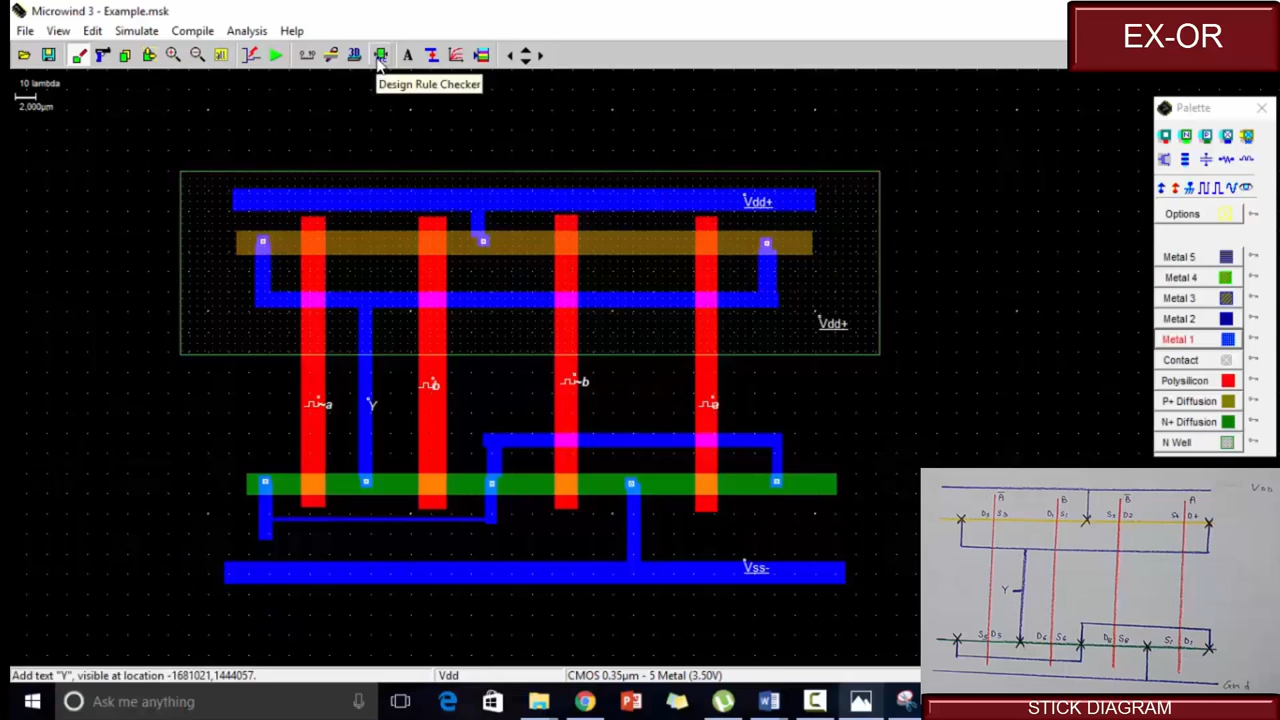 Microwind 3 - Example.msk
File View Edit Simulate Compile Analysis Help
EX-OR
Design Rule Checker
10 lambda
2,000µm
Palette
Options
Metal 5
Metal 4
Metal 3
Metal 2
Metal 1
Contact
Polysilicon
P+ Diffusion
N+ Diffusion
N Well
Vdd+
Vdd+
~a
Y
b
~b
a
Vss-
Ā B B̄ A
Y
Gnd
Add text "Y", visible at location -1681021,1444057.
Vdd
CMOS 0.35µm - 5 Metal (3.50V)
Ask me anything
STICK DIAGRAM